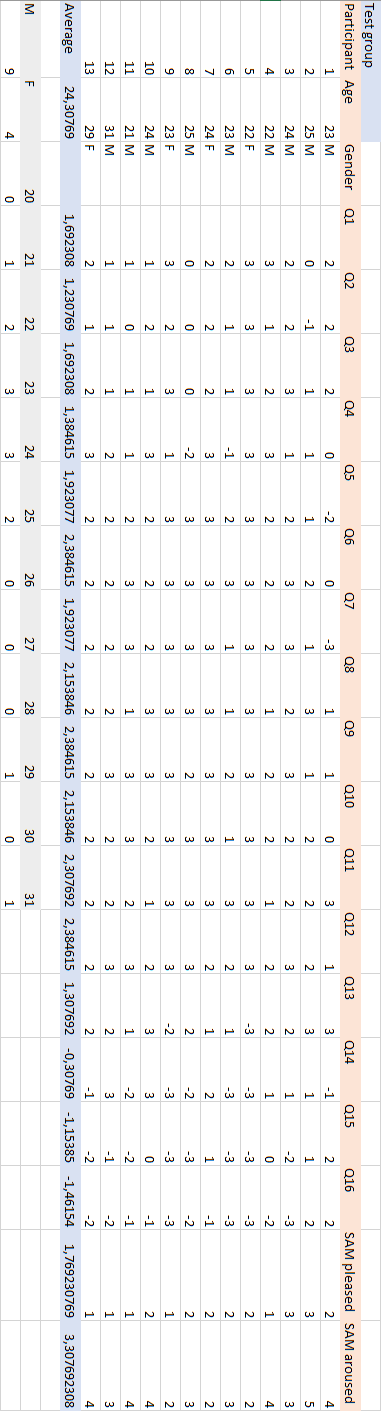 Test group
Participant Age Gender Q1 Q2 Q3 Q4 Q5 Q6 Q7 Q8 Q9 Q10 Q11 Q12 Q13 Q14 Q15 Q16 SAM pleased SAM aroused
1 23 M 2 2 2 0 -2 0 -3 1 1 0 3 1 3 -1 2 2 2 4
2 25 M 0 -1 1 1 1 2 1 3 1 2 2 2 3 1 1 2 3 5
3 24 M 2 2 3 1 2 3 3 2 3 2 2 3 2 1 -2 -3 3 3
4 22 M 3 1 2 3 2 2 2 1 2 2 1 2 2 1 0 -2 1 4
5 22 F 3 3 3 3 3 3 3 3 3 3 3 3 -3 -3 -3 -3 2 2
6 23 M 2 1 1 -1 2 3 1 1 2 1 3 2 1 -3 -3 -3 2 3
7 24 F 2 2 2 3 3 3 3 3 3 3 3 2 1 2 1 -1 2 4
8 25 M 0 0 0 -2 3 3 3 3 2 3 3 3 2 -2 -3 -2 2 3
9 23 F 3 2 3 1 3 3 3 3 3 3 3 3 -2 -3 -3 -3 1 2
10 24 M 1 2 1 3 2 3 2 3 3 2 1 2 3 3 0 -1 2 4
11 21 M 1 0 1 1 2 3 3 1 3 3 2 3 1 -2 -2 -1 1 4
12 31 M 1 1 1 2 2 2 2 2 3 2 2 3 2 3 -1 -2 1 3
13 29 F 2 1 2 3 2 2 2 2 2 2 2 2 2 -1 -2 -2 1 4
Average 24,30769 1,692308 1,230769 1,692308 1,384615 1,923077 2,384615 1,923077 2,153846 2,384615 2,153846 2,307692 2,384615 1,307692 -0,30769 -1,15385 -1,46154 1,769230769 3,307692308
M F 20 21 22 23 24 25 26 27 28 29 30 31
9 4 0 1 2 3 3 2 0 0 0 1 0 1